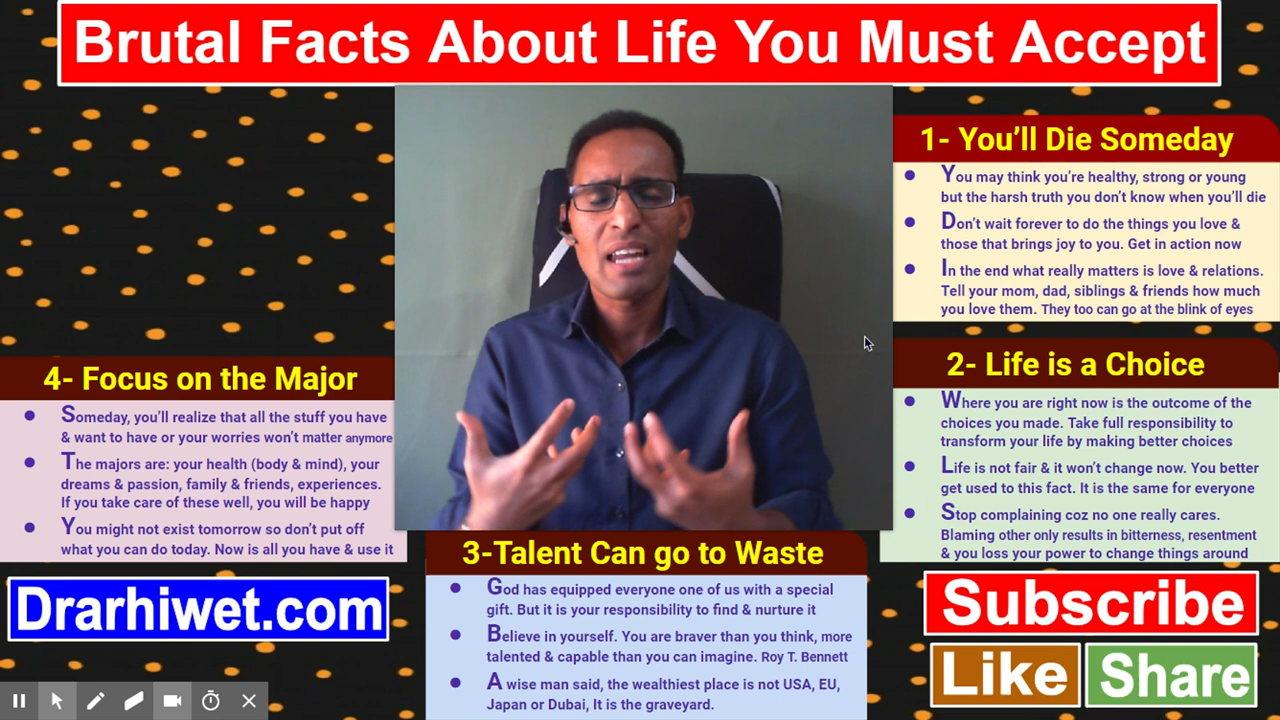 Brutal Facts About Life You Must Accept
1- You'll Die Someday
You may think you're healthy, strong or young
but the harsh truth you don't know when you'll die
Don't wait forever to do the things you love &
those that brings joy to you. Get in action now
In the end what really matters is love & relations.
Tell your mom, dad, siblings & friends how much
you love them. They too can go at the blink of eyes
2- Life is a Choice
Where you are right now is the outcome of the
choices you made. Take full responsibility to
transform your life by making better choices
Life is not fair & it won't change now. You better
get used to this fact. It is the same for everyone
Stop complaining coz no one really cares.
Blaming other only results in bitterness, resentment
& you loss your power to change things around
3-Talent Can go to Waste
God has equipped everyone one of us with a special
gift. But it is your responsibility to find & nurture it
Believe in yourself. You are braver than you think, more
talented & capable than you can imagine. Roy T. Bennett
A wise man said, the wealthiest place is not USA, EU,
Japan or Dubai, It is the graveyard.
4- Focus on the Major
Someday, you'll realize that all the stuff you have
& want to have or your worries won't matter anymore
The majors are: your health (body & mind), your
dreams & passion, family & friends, experiences.
If you take care of these well, you will be happy
You might not exist tomorrow so don't put off
what you can do today. Now is all you have & use it
Drarhiwet.com
Subscribe
Like Share